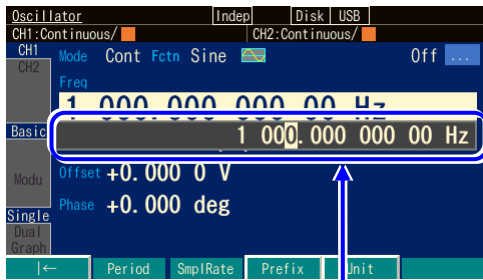 Oscillator Indep Disk USB
CH1:Continuous/ CH2:Continuous/
CH1 Mode Cont Fctn Sine Off ...
CH2
Freq
1 000.000 000 00 Hz
Basic
1 000.000 000 00 Hz
Modu Offset +0.000 0 V
Phase +0.000 deg
Single
Dual
Graph
|← Period SmplRate Prefix Unit